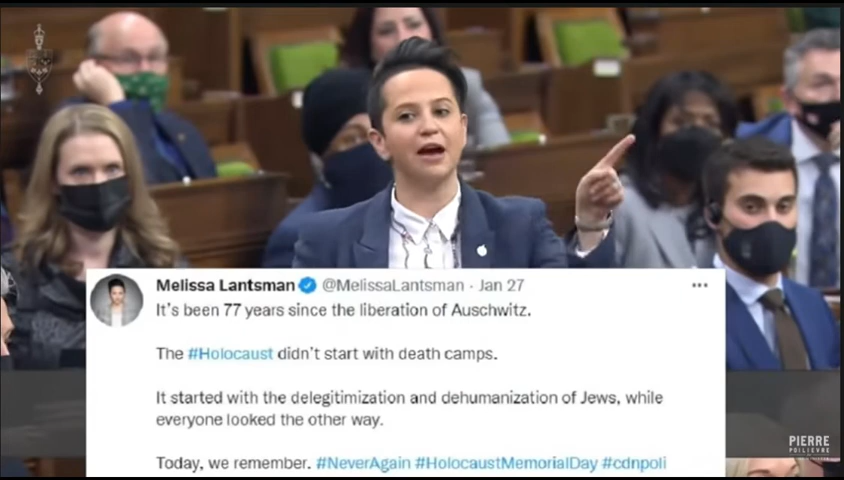 Melissa Lantsman @MelissaLantsman · Jan 27
It's been 77 years since the liberation of Auschwitz.
The #Holocaust didn't start with death camps.
It started with the delegitimization and dehumanization of Jews, while
everyone looked the other way.
Today, we remember. #NeverAgain #HolocaustMemorialDay #cdnpoli
PIERRE
POILIEVRE